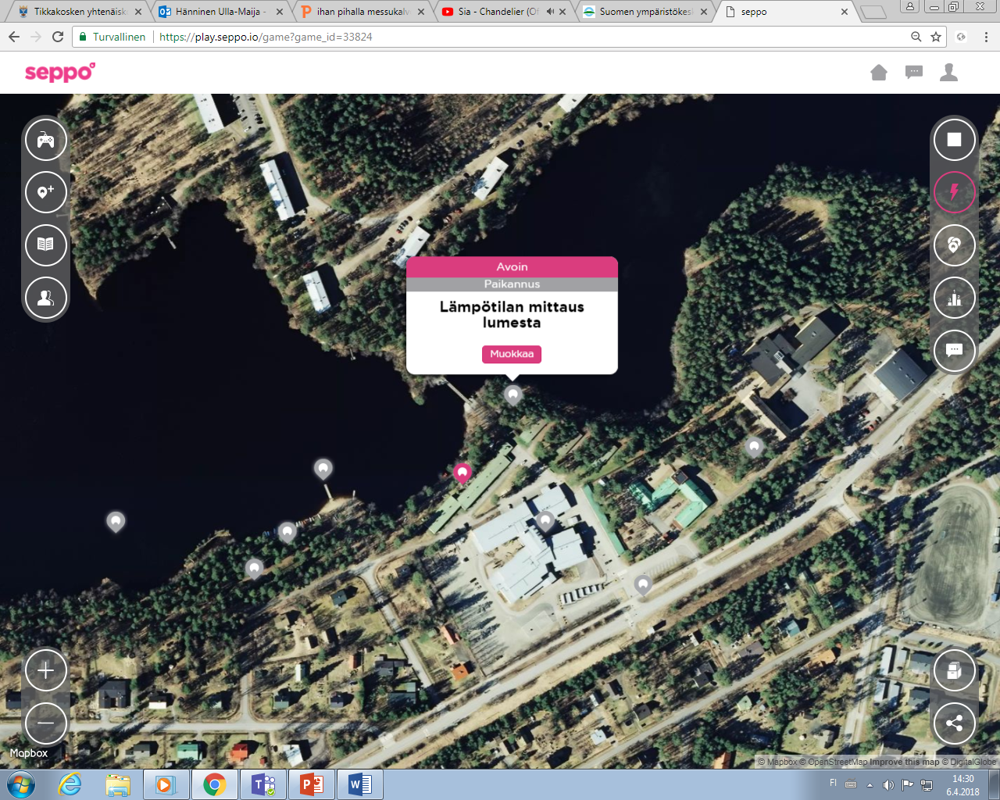 Tikkakosken yhtenäisk
Hänninen Ulla-Maija -
ihan pihalla messukalv
Sia - Chandelier (Of
Suomen ympäristökesk
seppo
Turvallinen
https://play.seppo.io/game?game_id=33824
seppo
Avoin
Paikannus
Lämpötilan mittaus
lumesta
Muokkaa
Mapbox
© Mapbox © OpenStreetMap Improve this map © DigitalGlobe
FI
14:30
6.4.2018